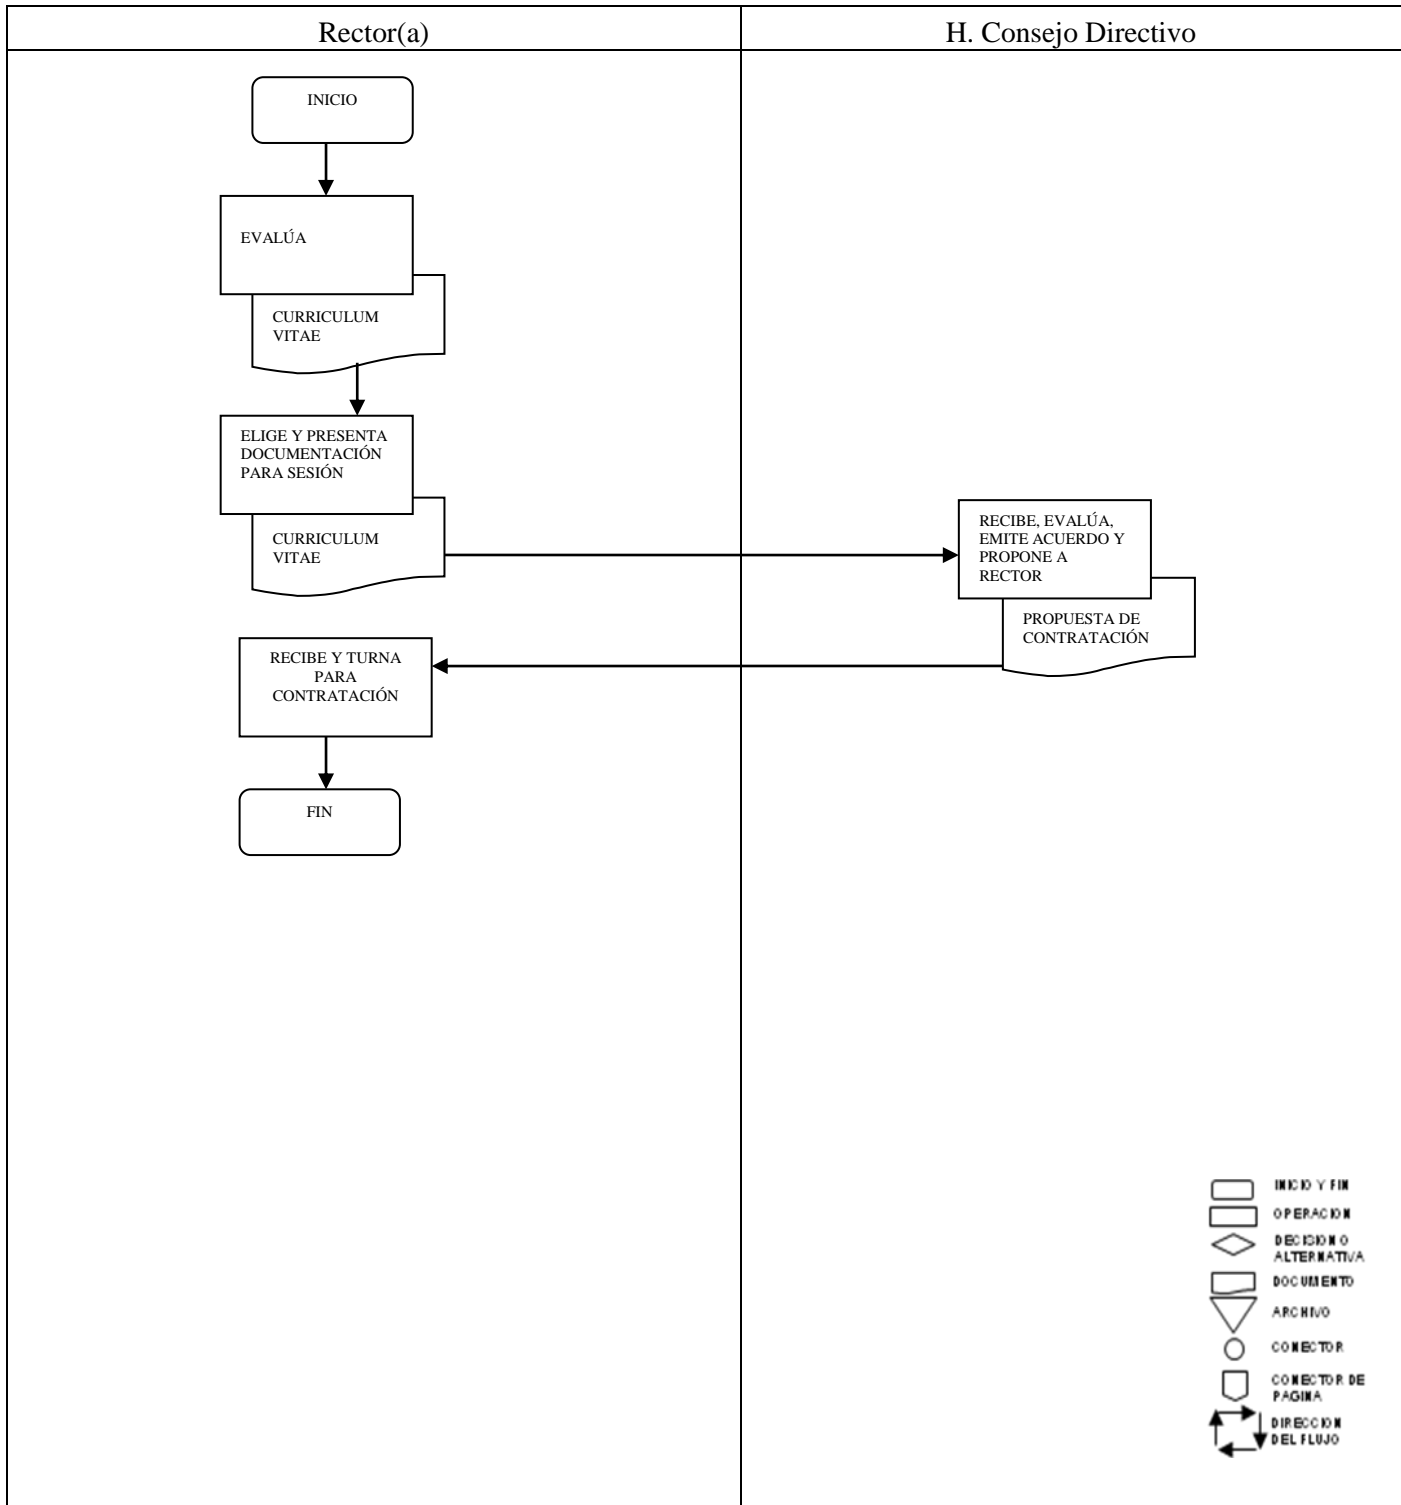 Rector(a)
H. Consejo Directivo
INICIO
EVALÚA
CURRICULUM
VITAE
ELIGE Y PRESENTA
DOCUMENTACIÓN
PARA SESIÓN
CURRICULUM
VITAE
RECIBE, EVALÚA,
EMITE ACUERDO Y
PROPONE A
RECTOR
PROPUESTA DE
CONTRATACIÓN
RECIBE Y TURNA
PARA
CONTRATACIÓN
FIN
INICIO Y FIN
OPERACION
DECISION O
ALTERNATIVA
DOCUMENTO
ARCHIVO
CONECTOR
CONECTOR DE
PAGINA
DIRECCION
DEL FLUJO